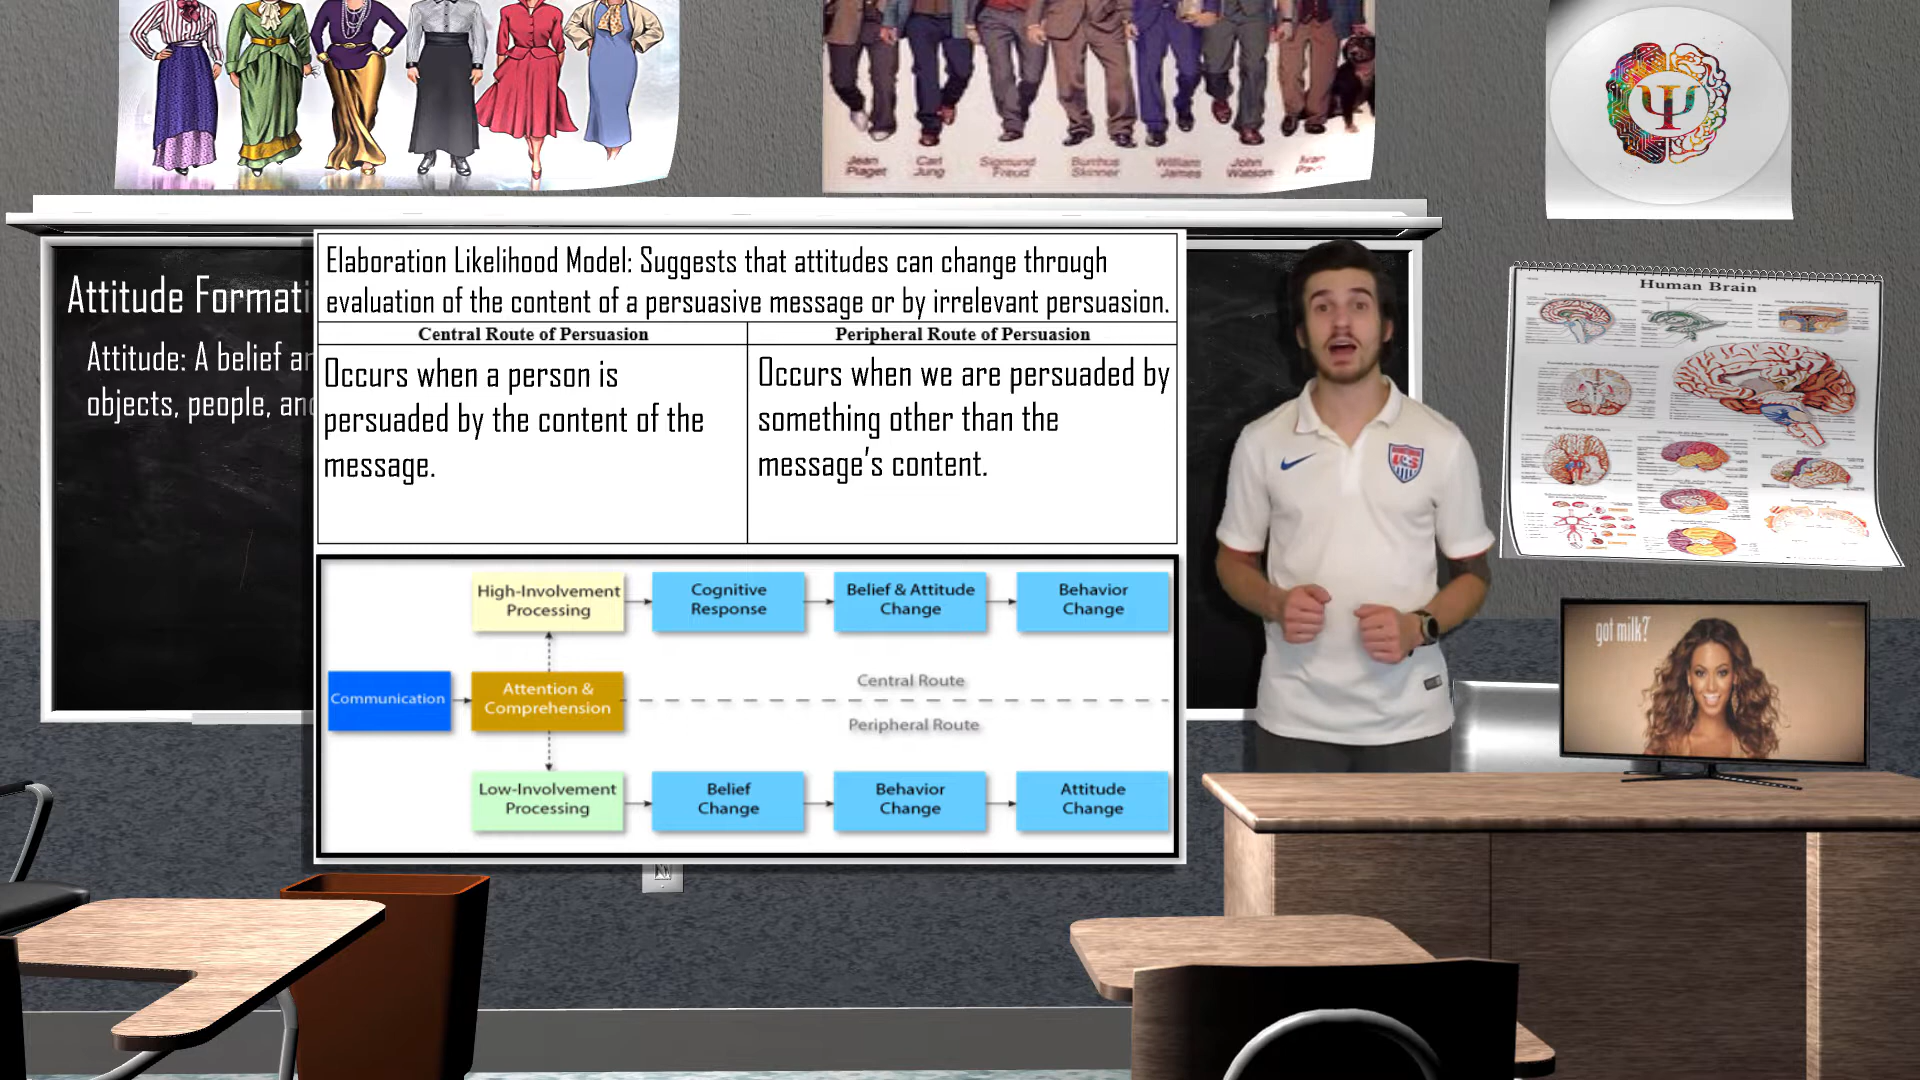 Jean
Piaget
Carl
Jung
Sigmund
Freud
Burrhus
Skinner
William
James
John
Watson
Ivan
Attitude Formati
Attitude: A belief an
objects, people, and
Elaboration Likelihood Model: Suggests that attitudes can change through
evaluation of the content of a persuasive message or by irrelevant persuasion.
Central Route of Persuasion
Peripheral Route of Persuasion
Occurs when a person is
persuaded by the content of the
message.
Occurs when we are persuaded by
something other than the
message's content.
High-Involvement
Processing
Cognitive
Response
Belief & Attitude
Change
Behavior
Change
Communication
Attention &
Comprehension
Central Route
Peripheral Route
Low-Involvement
Processing
Belief
Change
Behavior
Change
Attitude
Change
Ψ
US
Human Brain
got milk?